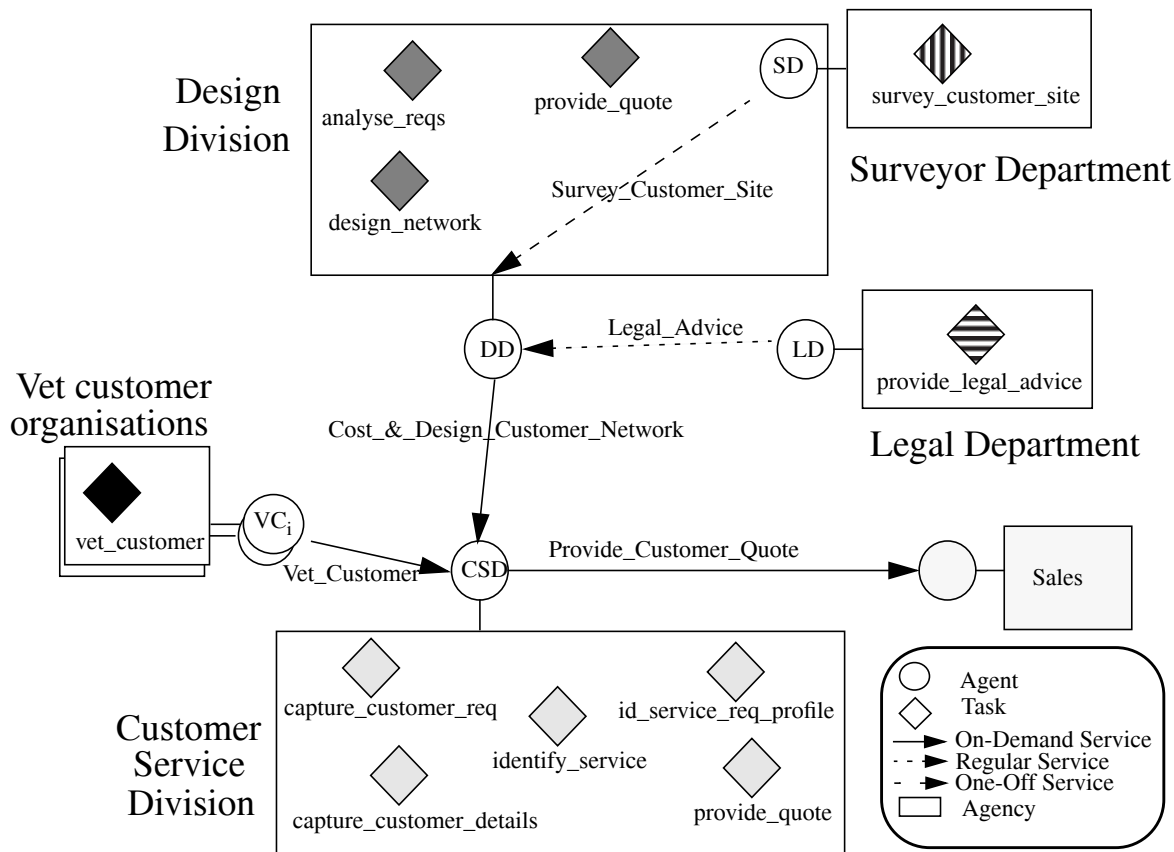 Design
Division
analyse_reqs
provide_quote
design_network
SD
survey_customer_site
Surveyor Department
Survey_Customer_Site
DD
Legal_Advice
LD
provide_legal_advice
Legal Department
Vet customer
organisations
Cost_&_Design_Customer_Network
vet_customer
VCi
Vet_Customer
CSD
Provide_Customer_Quote
Sales
Customer
Service
Division
capture_customer_req
id_service_req_profile
identify_service
capture_customer_details
provide_quote
Agent
Task
On-Demand Service
Regular Service
One-Off Service
Agency